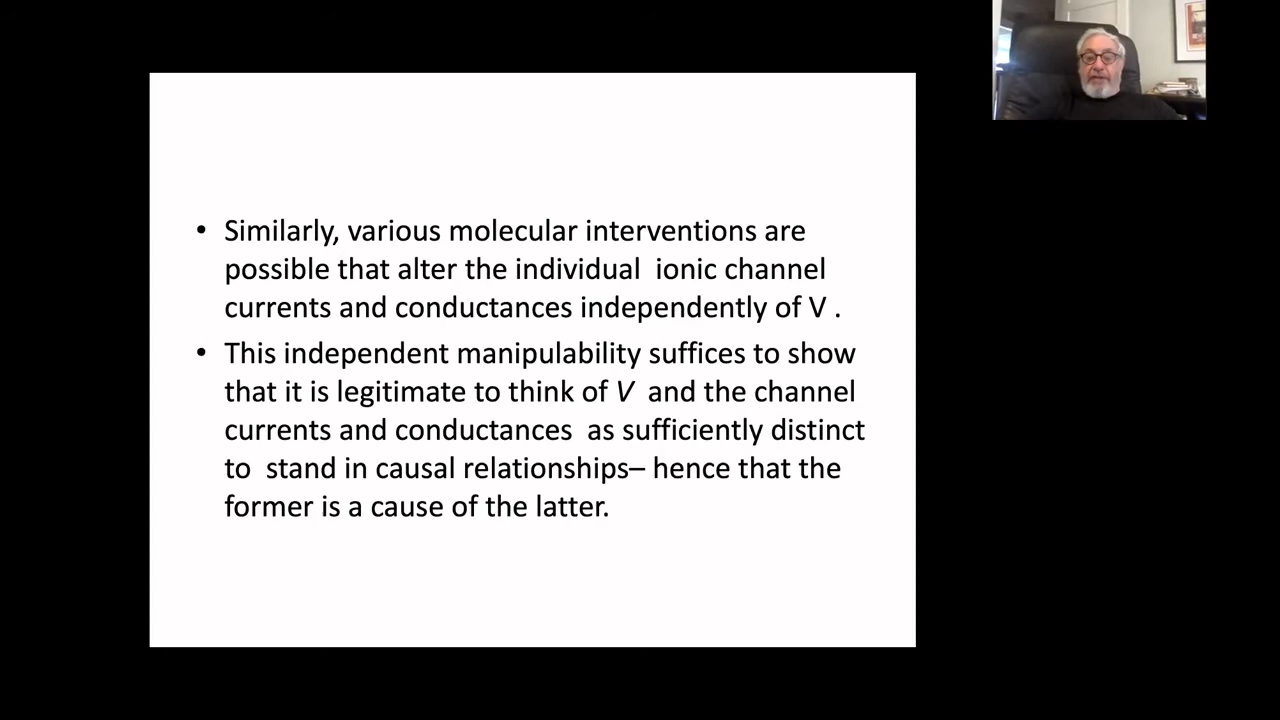 • Similarly, various molecular interventions are
possible that alter the individual  ionic channel
currents and conductances independently of V .
• This independent manipulability suffices to show
that it is legitimate to think of V  and the channel
currents and conductances  as sufficiently distinct
to  stand in causal relationships– hence that the
former is a cause of the latter.